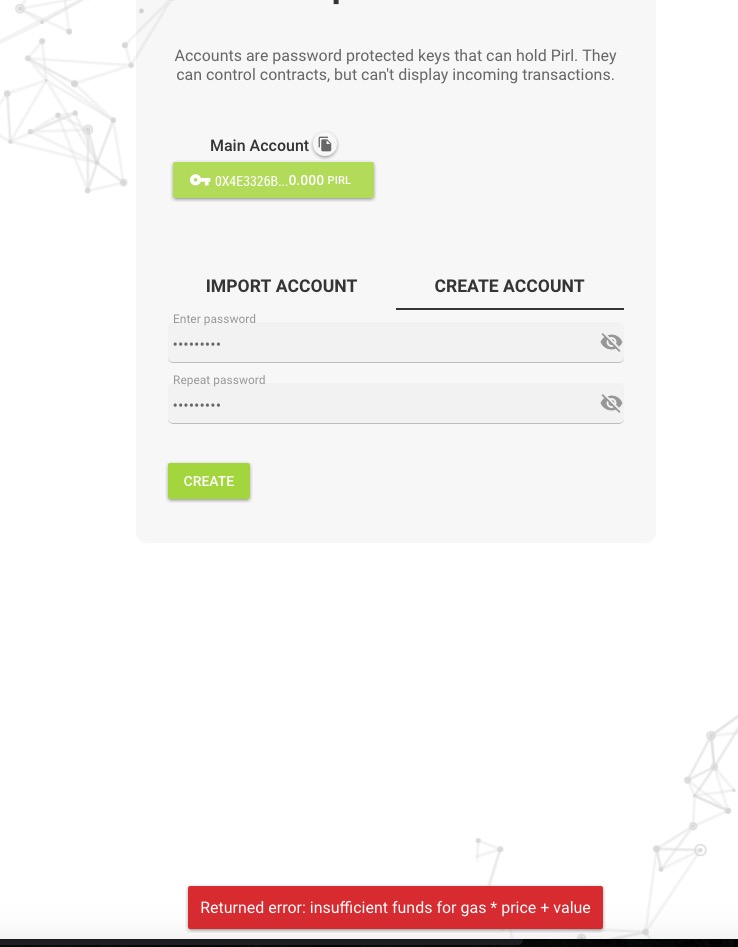 Accounts are password protected keys that can hold Pirl. They
can control contracts, but can't display incoming transactions.
Main Account
0X4E3326B...0.000 PIRL
IMPORT ACCOUNT
CREATE ACCOUNT
Enter password
•••••••••
Repeat password
•••••••••
CREATE
Returned error: insufficient funds for gas * price + value